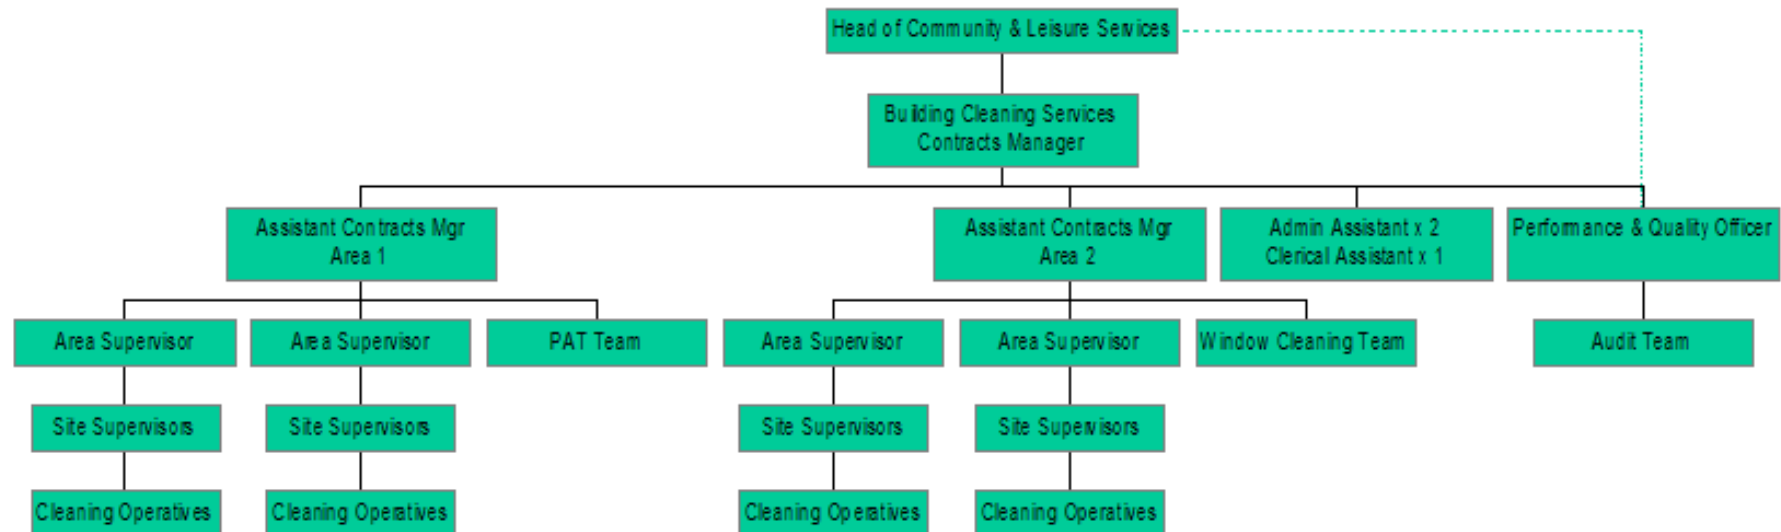 Head of Community & Leisure Services
Building Cleaning Services
Contracts Manager
Assistant Contracts Mgr
Area 1
Assistant Contracts Mgr
Area 2
Admin Assistant x 2
Clerical Assistant x 1
Performance & Quality Officer
Area Supervisor
Area Supervisor
PAT Team
Area Supervisor
Area Supervisor
Window Cleaning Team
Audit Team
Site Supervisors
Site Supervisors
Site Supervisors
Site Supervisors
Cleaning Operatives
Cleaning Operatives
Cleaning Operatives
Cleaning Operatives